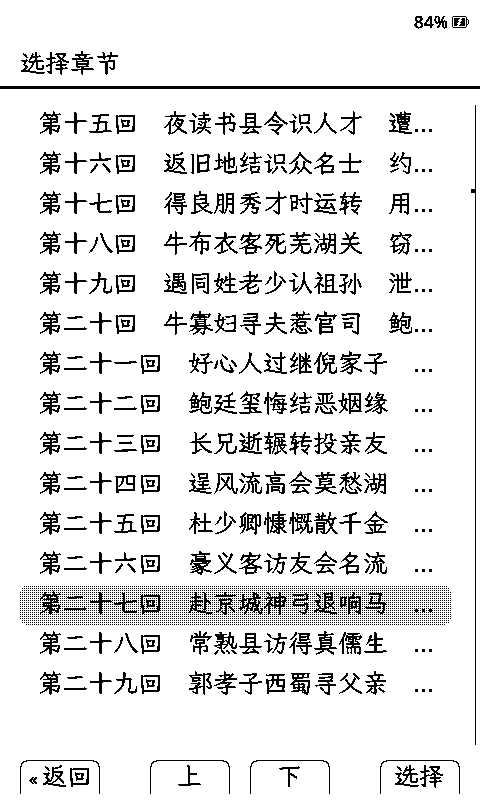 84%
选择章节
第十五回　夜读书县令识人才　遭...
第十六回　返旧地结识众名士　约...
第十七回　得良朋秀才时运转　用...
第十八回　牛布衣客死芜湖关　窃...
第十九回　遇同姓老少认祖孙　泄...
第二十回　牛寡妇寻夫惹官司　鲍...
第二十一回　好心人过继倪家子　...
第二十二回　鲍廷玺悔结恶姻缘　...
第二十三回　长兄逝辗转投亲友　...
第二十四回　逞风流高会莫愁湖　...
第二十五回　杜少卿慷慨散千金　...
第二十六回　豪义客访友会名流　...
第二十七回　赴京城神弓退响马　...
第二十八回　常熟县访得真儒生　...
第二十九回　郭孝子西蜀寻父亲　...
« 返回　上　下　选择